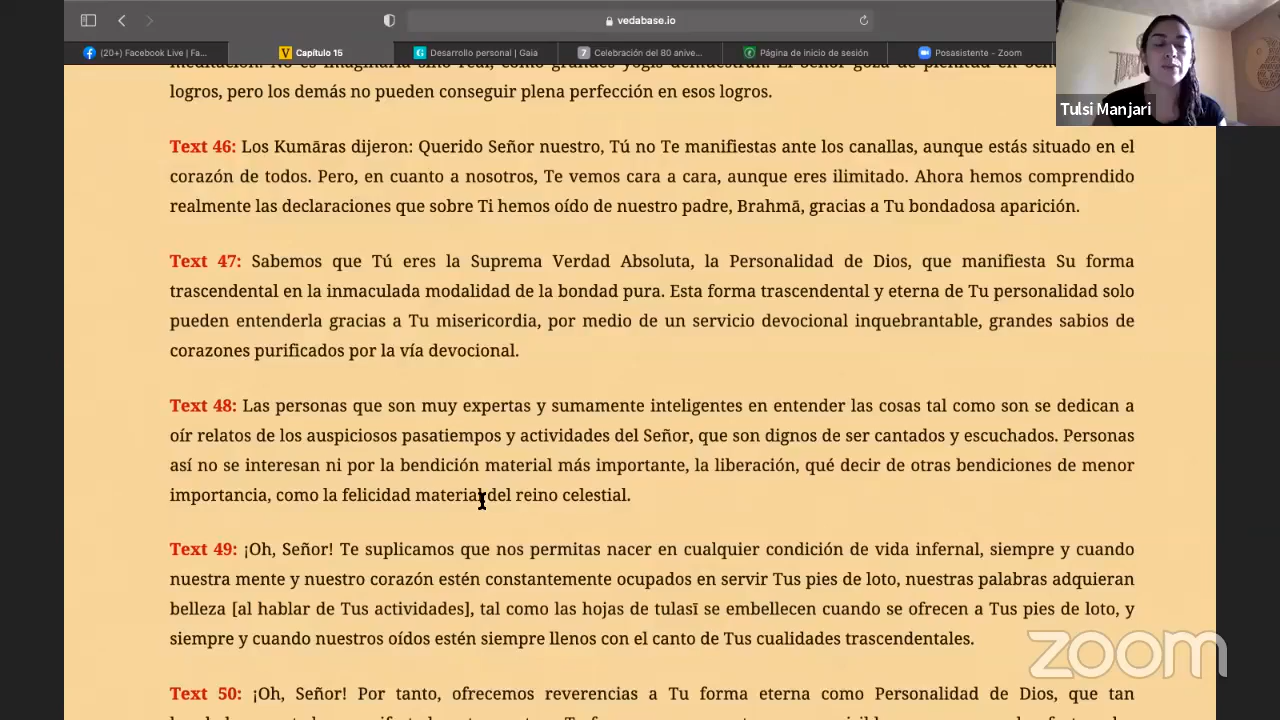 vedabase.io
(20+) Facebook Live | Fa...
Capítulo 15
Desarrollo personal | Gaia
Celebración del 80 anive...
Página de inicio de sesión
Posasistente - Zoom
Tulsi Manjari
logros, pero los demás no pueden conseguir plena perfección en esos logros.
Text 46: Los Kumāras dijeron: Querido Señor nuestro, Tú no Te manifiestas ante los canallas, aunque estás situado en el
corazón de todos. Pero, en cuanto a nosotros, Te vemos cara a cara, aunque eres ilimitado. Ahora hemos comprendido
realmente las declaraciones que sobre Ti hemos oído de nuestro padre, Brahmā, gracias a Tu bondadosa aparición.
Text 47: Sabemos que Tú eres la Suprema Verdad Absoluta, la Personalidad de Dios, que manifiesta Su forma
trascendental en la inmaculada modalidad de la bondad pura. Esta forma trascendental y eterna de Tu personalidad solo
pueden entenderla gracias a Tu misericordia, por medio de un servicio devocional inquebrantable, grandes sabios de
corazones purificados por la vía devocional.
Text 48: Las personas que son muy expertas y sumamente inteligentes en entender las cosas tal como son se dedican a
oír relatos de los auspiciosos pasatiempos y actividades del Señor, que son dignos de ser cantados y escuchados. Personas
así no se interesan ni por la bendición material más importante, la liberación, qué decir de otras bendiciones de menor
importancia, como la felicidad material del reino celestial.
Text 49: ¡Oh, Señor! Te suplicamos que nos permitas nacer en cualquier condición de vida infernal, siempre y cuando
nuestra mente y nuestro corazón estén constantemente ocupados en servir Tus pies de loto, nuestras palabras adquieran
belleza [al hablar de Tus actividades], tal como las hojas de tulasī se embellecen cuando se ofrecen a Tus pies de loto, y
siempre y cuando nuestros oídos estén siempre llenos con el canto de Tus cualidades trascendentales.
zoom
Text 50: ¡Oh, Señor! Por tanto, ofrecemos reverencias a Tu forma eterna como Personalidad de Dios, que tan